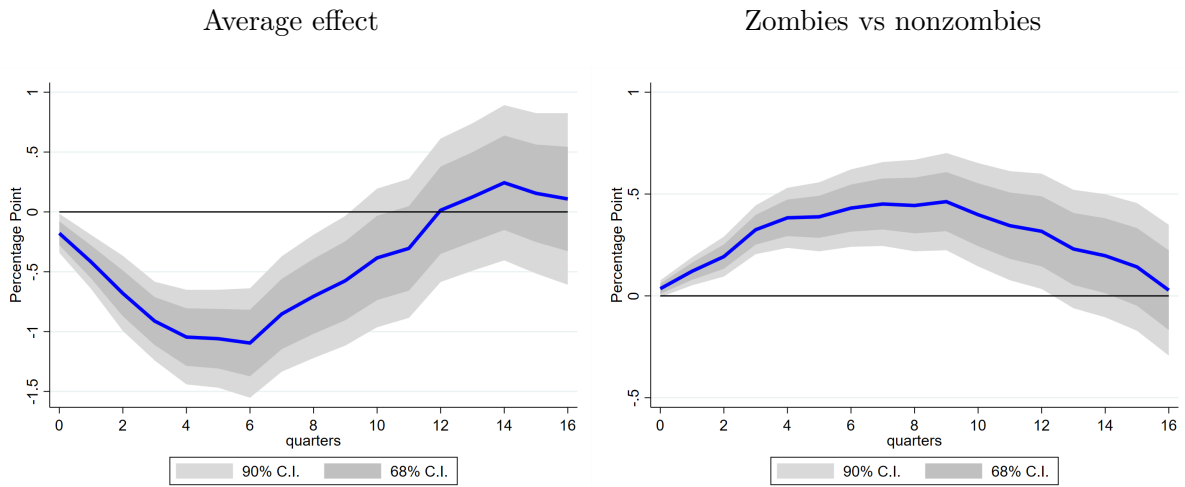 Average effect
Percentage Point
1
.5
0
-.5
-1
-1.5
0 2 4 6 8 10 12 14 16
quarters
90% C.I. 68% C.I.
Zombies vs nonzombies
Percentage Point
1
.5
0
-.5
0 2 4 6 8 10 12 14 16
quarters
90% C.I. 68% C.I.